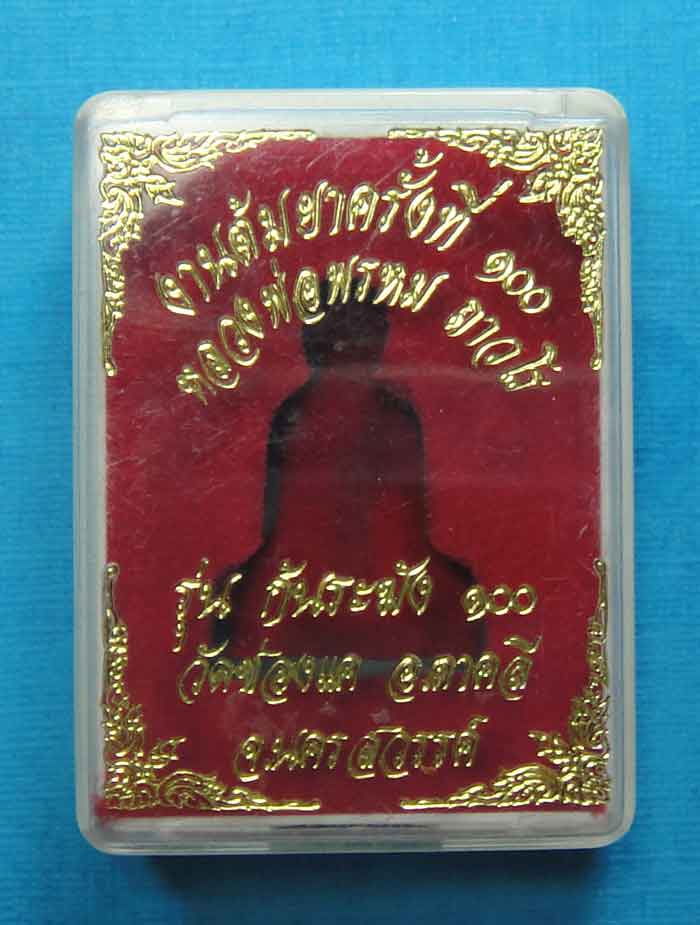 งานต้มยาครั้งที่ ๑๐๐
หลวงพ่อพรหม ถาวโร
รุ่น ก้นระฆัง ๑๐๐
วัดช่องแค อ.ตาคลี
จ.นครสวรรค์